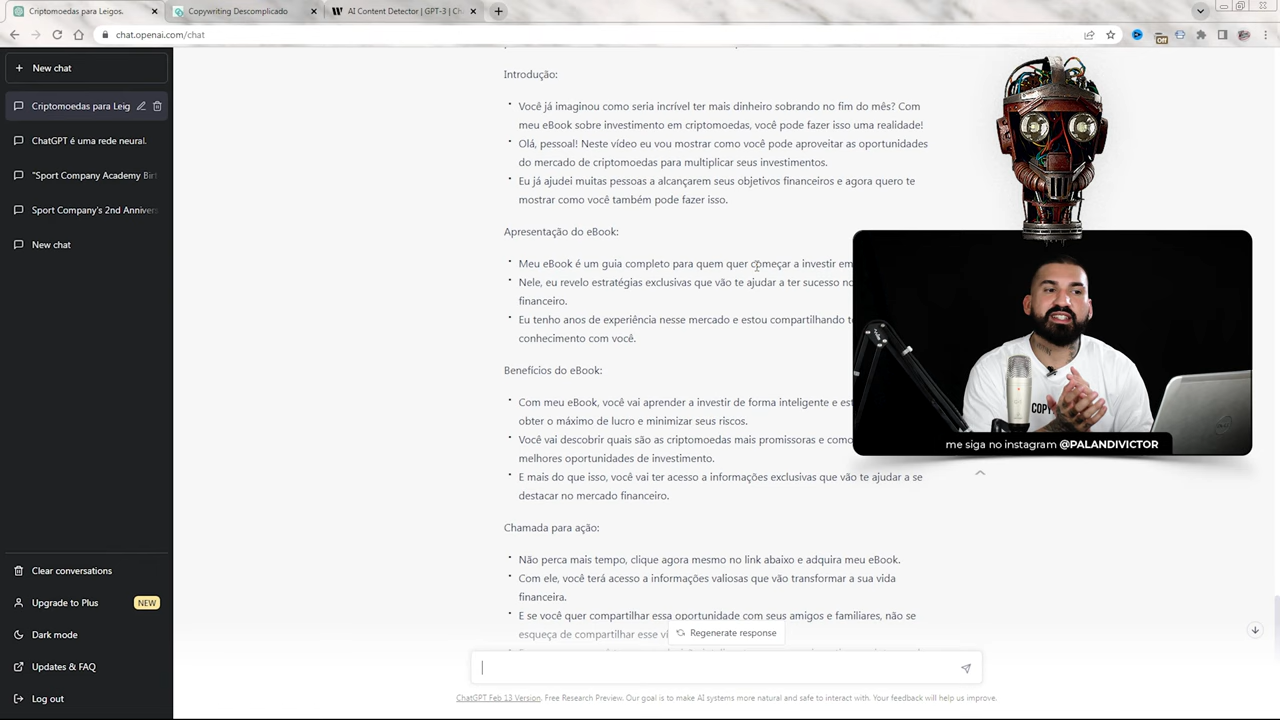 Criptomoedas para Leigos.
Copywriting Descomplicado
AI Content Detector | GPT-3 | C
chat.openai.com/chat
Off
New chat
Criptomoedas para Leig
ChatGPT é uma rede neural.
"Sport Company Academy Birt
Sport Company's 2nd Annivers
New chat
Clear conversations
Upgrade to Plus
NEW
Dark mode
Updates & FAQ
Log out
Introdução:
Você já imaginou como seria incrível ter mais dinheiro sobrando no fim do mês? Com
meu eBook sobre investimento em criptomoedas, você pode fazer isso uma realidade!
Olá, pessoal! Neste vídeo eu vou mostrar como você pode aproveitar as oportunidades
do mercado de criptomoedas para multiplicar seus investimentos.
Eu já ajudei muitas pessoas a alcançarem seus objetivos financeiros e agora quero te
mostrar como você também pode fazer isso.
Apresentação do eBook:
Meu eBook é um guia completo para quem quer começar a investir em
Nele, eu revelo estratégias exclusivas que vão te ajudar a ter sucesso no
financeiro.
Eu tenho anos de experiência nesse mercado e estou compartilhando t
conhecimento com você.
Benefícios do eBook:
Com meu eBook, você vai aprender a investir de forma inteligente e est
obter o máximo de lucro e minimizar seus riscos.
Você vai descobrir quais são as criptomoedas mais promissoras e como
melhores oportunidades de investimento.
E mais do que isso, você vai ter acesso a informações exclusivas que vão te ajudar a se
destacar no mercado financeiro.
Chamada para ação:
Não perca mais tempo, clique agora mesmo no link abaixo e adquira meu eBook.
Com ele, você terá acesso a informações valiosas que vão transformar a sua vida
financeira.
E se você quer compartilhar essa oportunidade com seus amigos e familiares, não se
esqueça de compartilhar esse ví
Regenerate response
ChatGPT Feb 13 Version. Free Research Preview. Our goal is to make AI systems more natural and safe to interact with. Your feedback will help us improve.
COPY
me siga no instagram @PALANDIVICTOR